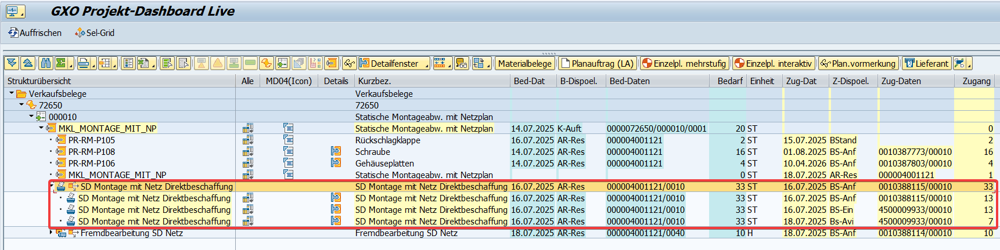 GXO Projekt-Dashboard Live
Auffrischen Sel-Grid
Detailfenster Materialbelege Planauftrag (LA) Einzelpl. mehrstufig Einzelpl. interaktiv Plan.vormerkung Lieferant
Strukturübersicht Alle MD04(Icon) Details Kurzbez. Bed-Dat B-Dispoel. Bed-Daten Bedarf Einheit Zug-Dat Z-Dispoel. Zug-Daten Zugang
Verkaufsbelege Verkaufsbelege
72650 72650
000010 Statische Montageabw. mit Netzplan
MKL_MONTAGE_MIT_NP Statische Montageabw. mit Netzplan 14.07.2025 K-Auft 0000072650/000010/0001 20 ST 0
PR-RM-P105 Rückschlagklappe 16.07.2025 AR-Res 000004001121 2 ST 15.07.2025 BStand 2
PR-RM-P108 Schraube 14.07.2025 AR-Res 000004001121 16 ST 01.08.2025 BS-Anf 0010387773/00010 16
PR-RM-P106 Gehäuseplatten 14.07.2025 AR-Res 000004001121 4 ST 10.04.2026 BS-Anf 0010387803/00010 4
MKL_MONTAGE_MIT_NP Statische Montageabw. mit Netzplan 0 ST 18.07.2025 AR-Res 000004001121 1
SD Montage mit Netz Direktbeschaffung SD Montage mit Netz Direktbeschaffung 16.07.2025 AR-Res 000004001121/0010 33 ST 16.07.2025 BS-Anf 0010388115/00010 33
SD Montage mit Netz Direktbeschaffung SD Montage mit Netz Direktbeschaffung 16.07.2025 AR-Res 000004001121/0010 33 ST 16.07.2025 BS-Anf 0010388115/00010 13
SD Montage mit Netz Direktbeschaffung SD Montage mit Netz Direktbeschaffung 16.07.2025 AR-Res 000004001121/0010 33 ST 16.07.2025 BS-Ein 4500009933/00010 13
SD Montage mit Netz Direktbeschaffung SD Montage mit Netz Direktbeschaffung 16.07.2025 AR-Res 000004001121/0010 33 ST 18.07.2025 Bs-Avi 4500009933/00010 7
Fremdbearbeitung SD Netz Fremdbearbeitung SD Netz 18.07.2025 AR-Res 000004001121/0040 10 H 18.07.2025 BS-Anf 0010388114/00010 10